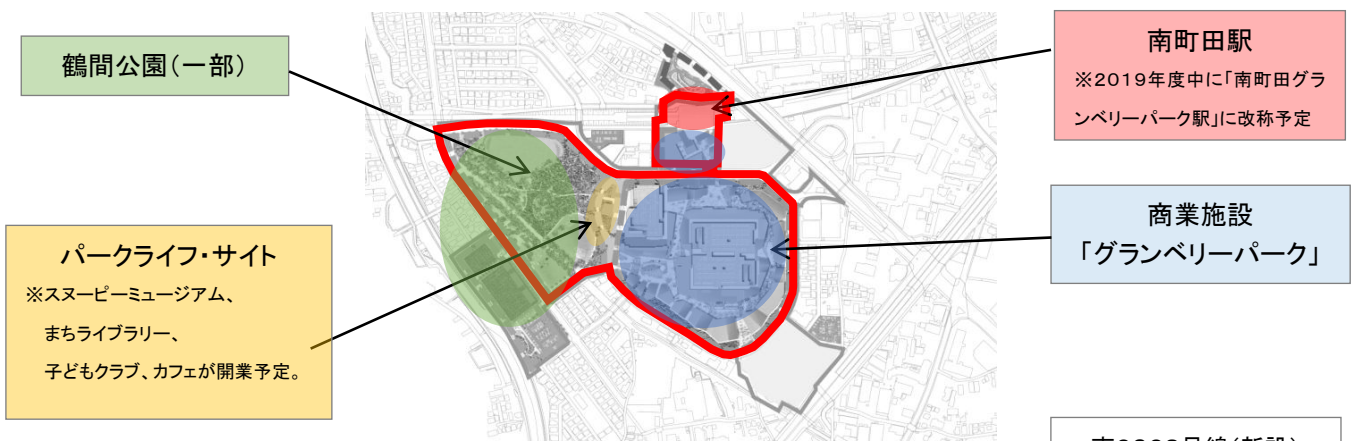 鶴間公園(一部)
パークライフ・サイト
※スヌーピーミュージアム、
まちライブラリー、
子どもクラブ、カフェが開業予定。
南町田駅
※2019年度中に「南町田グラ
ンベリーパーク駅」に改称予定
商業施設
「グランベリーパーク」